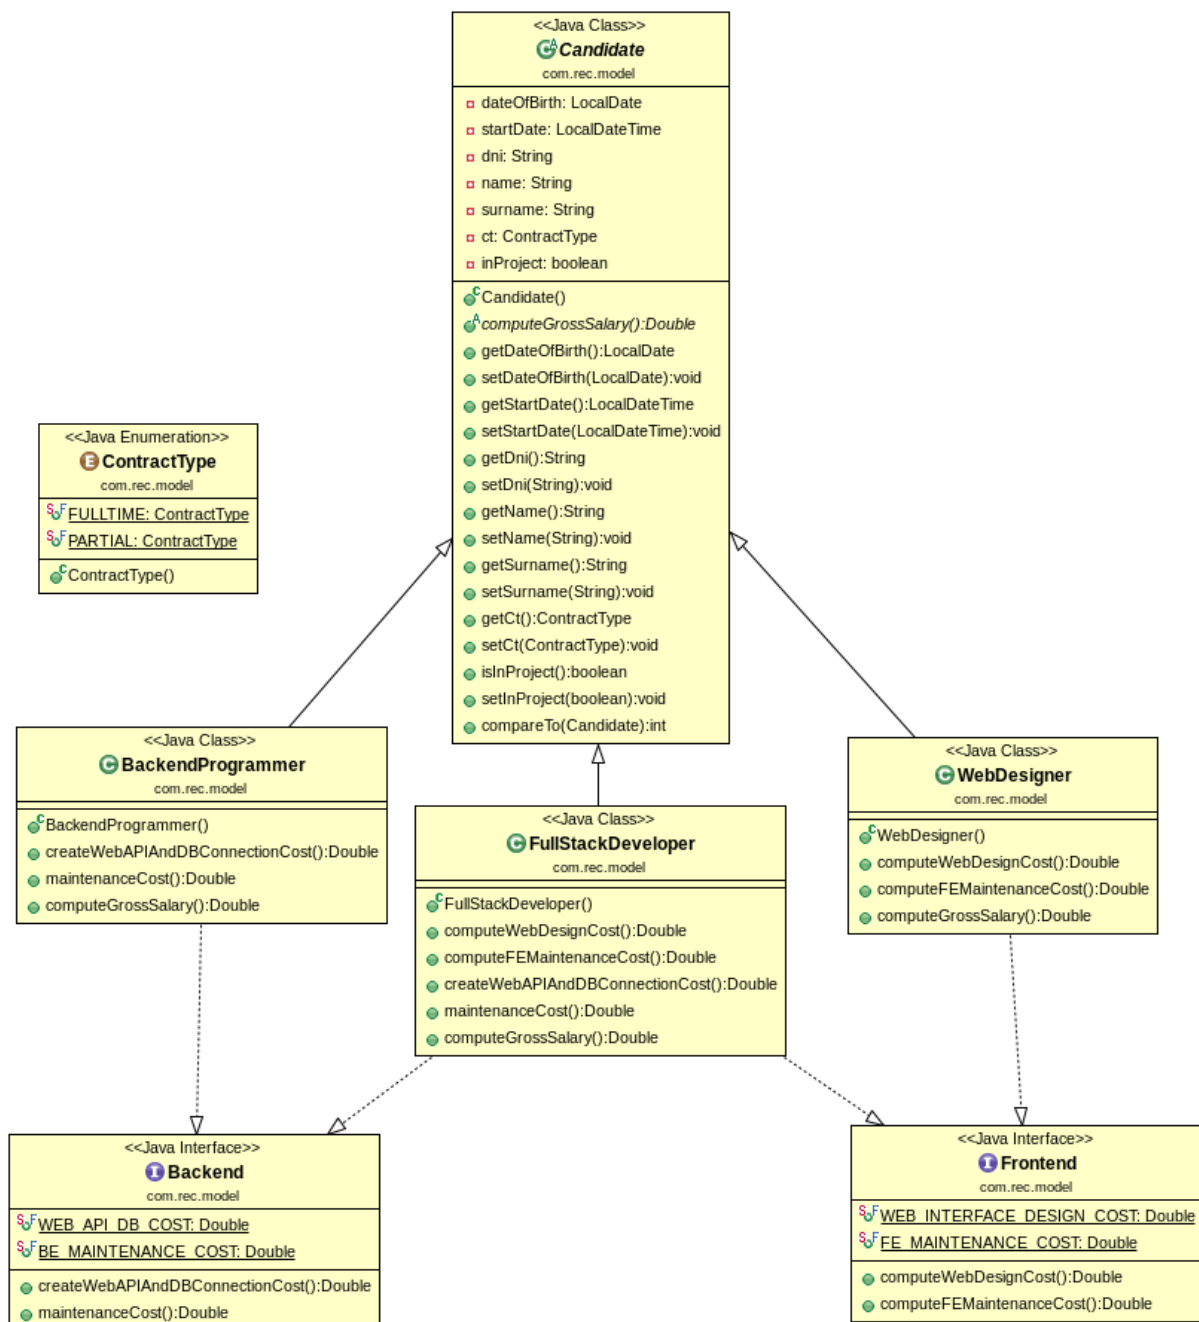 <<Java Class>>
Candidate
com.rec.model
dateOfBirth: LocalDate
startDate: LocalDateTime
dni: String
name: String
surname: String
ct: ContractType
inProject: boolean
Candidate()
computeGrossSalary():Double
getDateOfBirth():LocalDate
setDateOfBirth(LocalDate):void
getStartDate():LocalDateTime
setStartDate(LocalDateTime):void
getDni():String
setDni(String):void
getName():String
setName(String):void
getSurname():String
setSurname(String):void
getCt():ContractType
setCt(ContractType):void
isInProject():boolean
setInProject(boolean):void
compareTo(Candidate):int
<<Java Enumeration>>
ContractType
com.rec.model
FULLTIME: ContractType
PARTIAL: ContractType
ContractType()
<<Java Class>>
BackendProgrammer
com.rec.model
BackendProgrammer()
createWebAPIAndDBConnectionCost():Double
maintenanceCost():Double
computeGrossSalary():Double
<<Java Class>>
FullStackDeveloper
com.rec.model
FullStackDeveloper()
computeWebDesignCost():Double
computeFEMaintenanceCost():Double
createWebAPIAndDBConnectionCost():Double
maintenanceCost():Double
computeGrossSalary():Double
<<Java Class>>
WebDesigner
com.rec.model
WebDesigner()
computeWebDesignCost():Double
computeFEMaintenanceCost():Double
computeGrossSalary():Double
<<Java Interface>>
Backend
com.rec.model
WEB_API_DB_COST: Double
BE_MAINTENANCE_COST: Double
createWebAPIAndDBConnectionCost():Double
maintenanceCost():Double
<<Java Interface>>
Frontend
com.rec.model
WEB_INTERFACE_DESIGN_COST: Double
FE_MAINTENANCE_COST: Double
computeWebDesignCost():Double
computeFEMaintenanceCost():Double